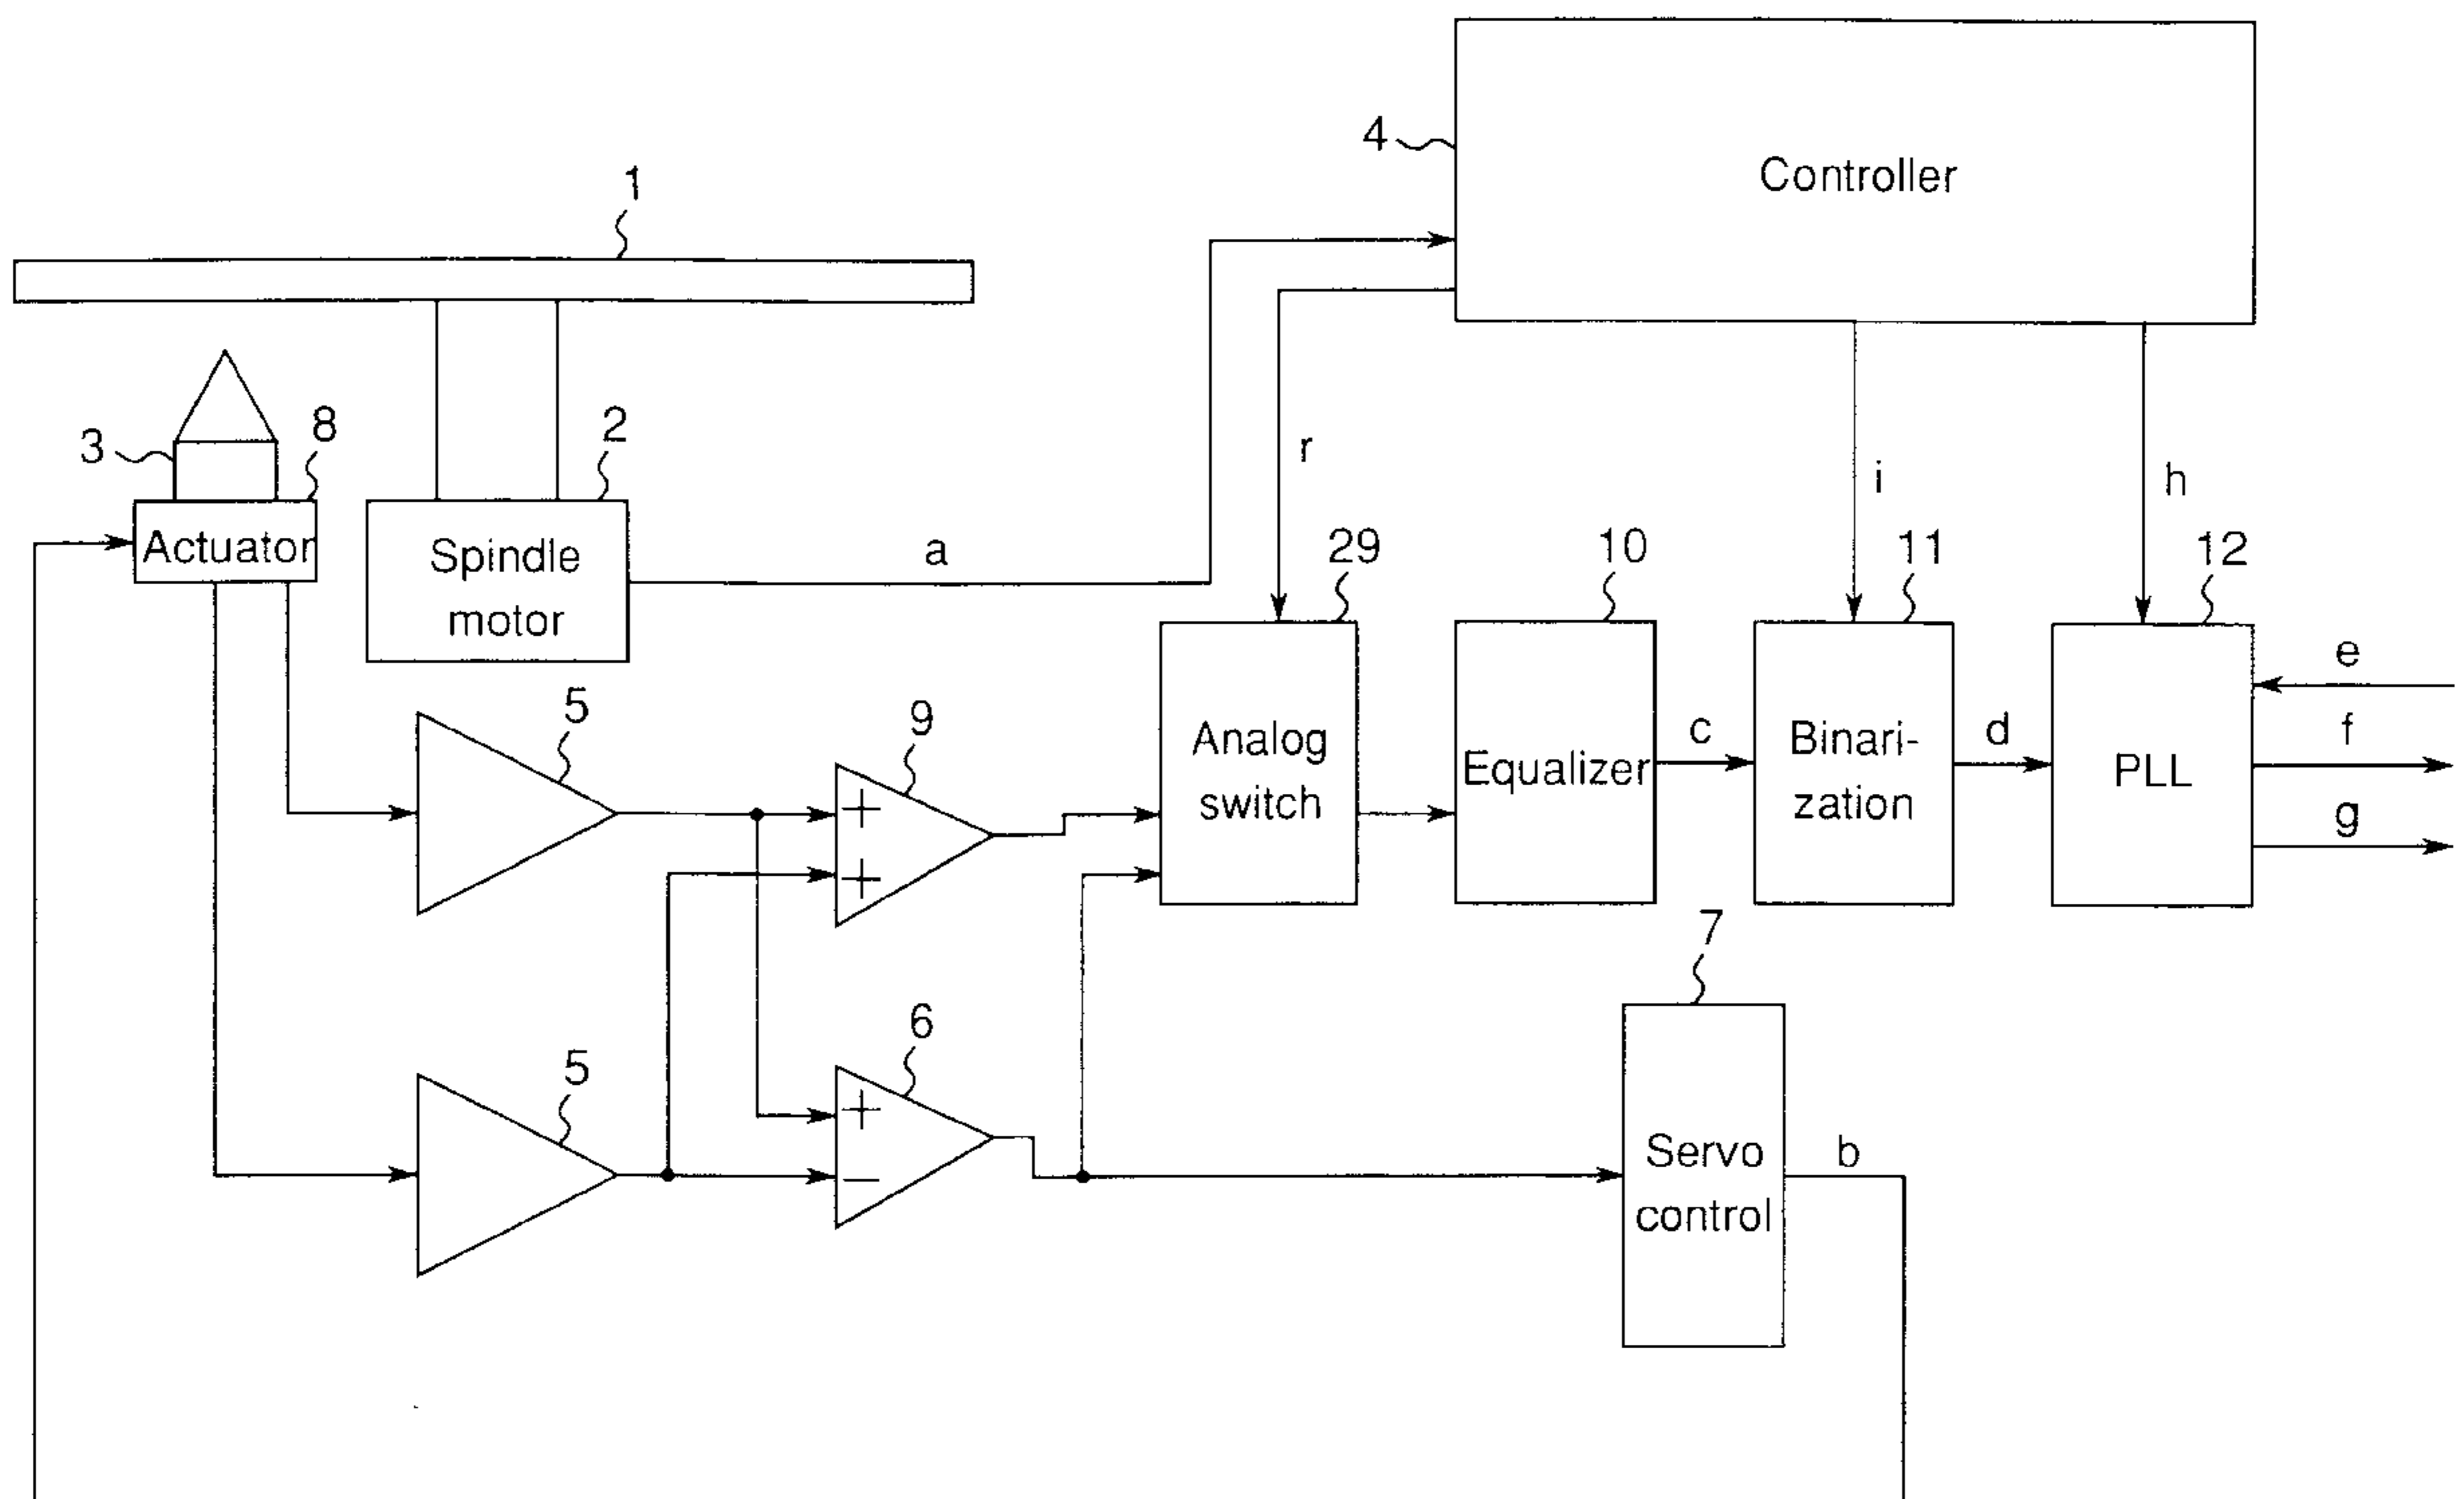 4
Controller
1
3
8
2
Actuator
Spindle
motor
a
r
i
h
29
10
11
12
Analog
switch
Equalizer
c
Binari-
zation
d
PLL
e
f
g
5
9
+
+
5
6
+
−
7
Servo
control
b